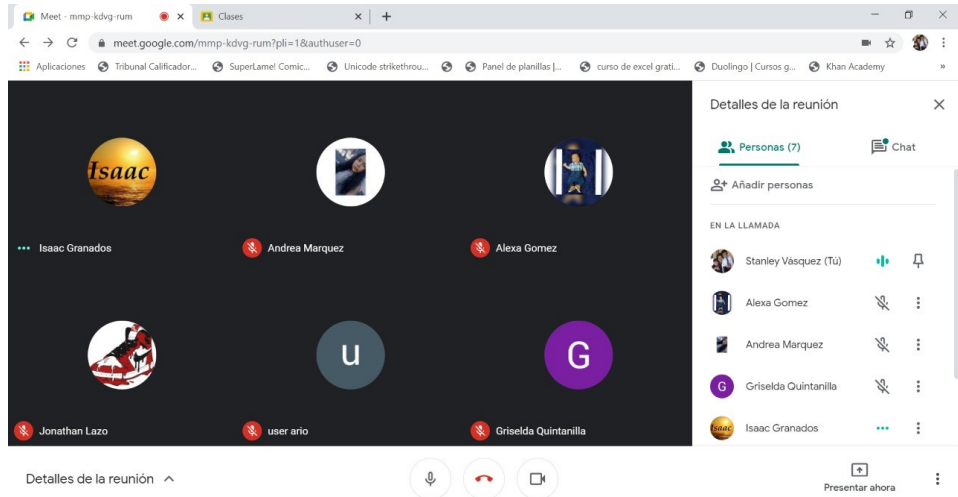 Meet - mmp-kdvg-rum
Clases
meet.google.com/mmp-kdvg-rum?pli=1&authuser=0
Aplicaciones Tribunal Calificador... SuperLame! Comic... Unicode strikethrou... Panel de planillas |... curso de excel grati... Duolingo | Cursos g... Khan Academy »
Detalles de la reunión
Personas (7) Chat
Añadir personas
EN LA LLAMADA
Stanley Vásquez (Tú)
Alexa Gomez
Andrea Marquez
G Griselda Quintanilla
Isaac Isaac Granados
Isaac
Isaac Granados
Andrea Marquez
Alexa Gomez
u
G
Jonathan Lazo
user ario
Griselda Quintanilla
Detalles de la reunión
Presentar ahora